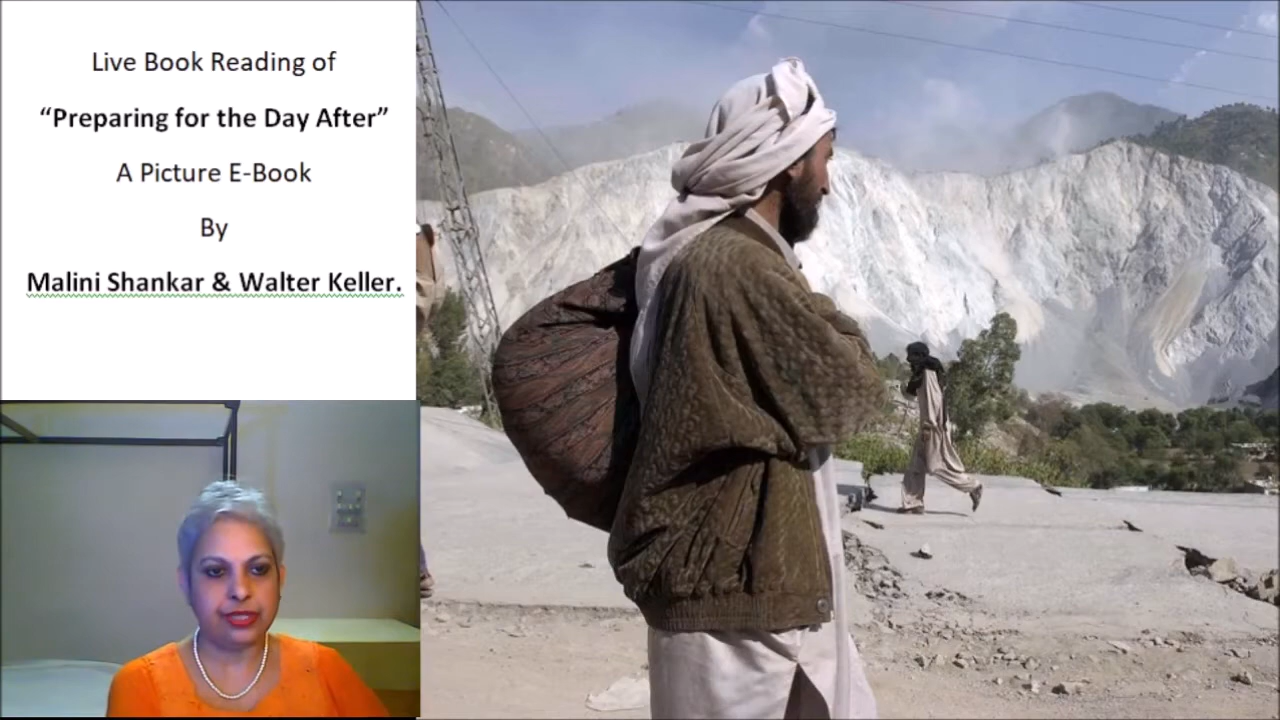 Live Book Reading of
“Preparing for the Day After”
A Picture E-Book
By
Malini Shankar & Walter Keller.